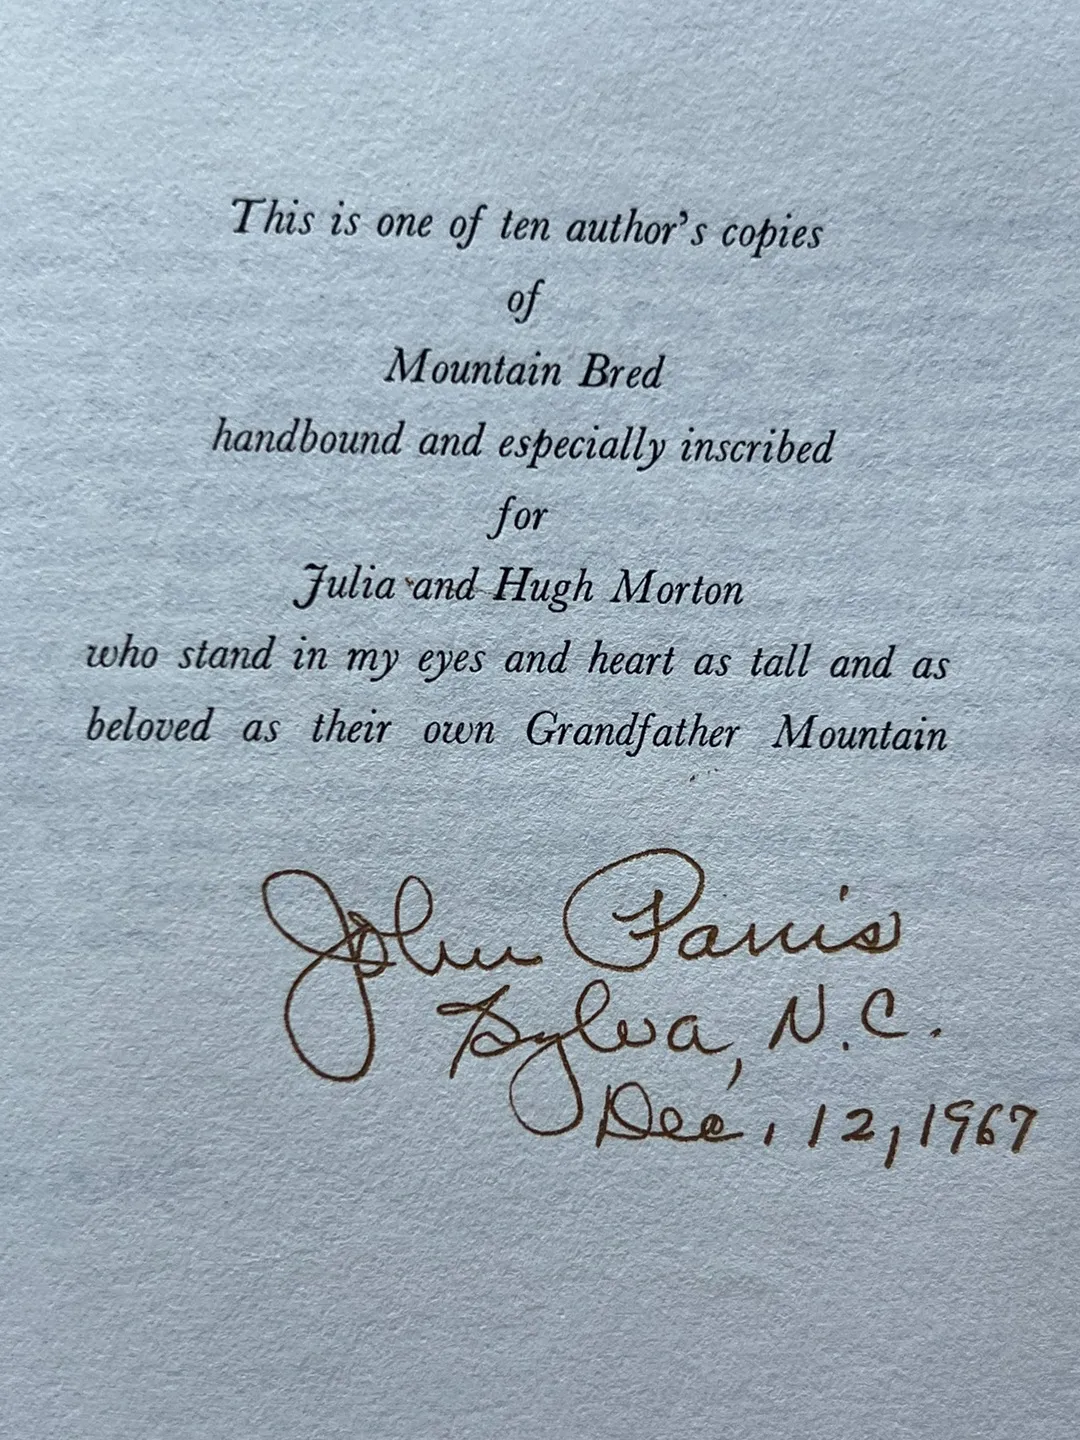 This is one of ten author's copies
of
Mountain Bred
handbound and especially inscribed
for
Julia and Hugh Morton
who stand in my eyes and heart as tall and as
beloved as their own Grandfather Mountain
John Parris
Sylva, N.C.
Dec. 12, 1967